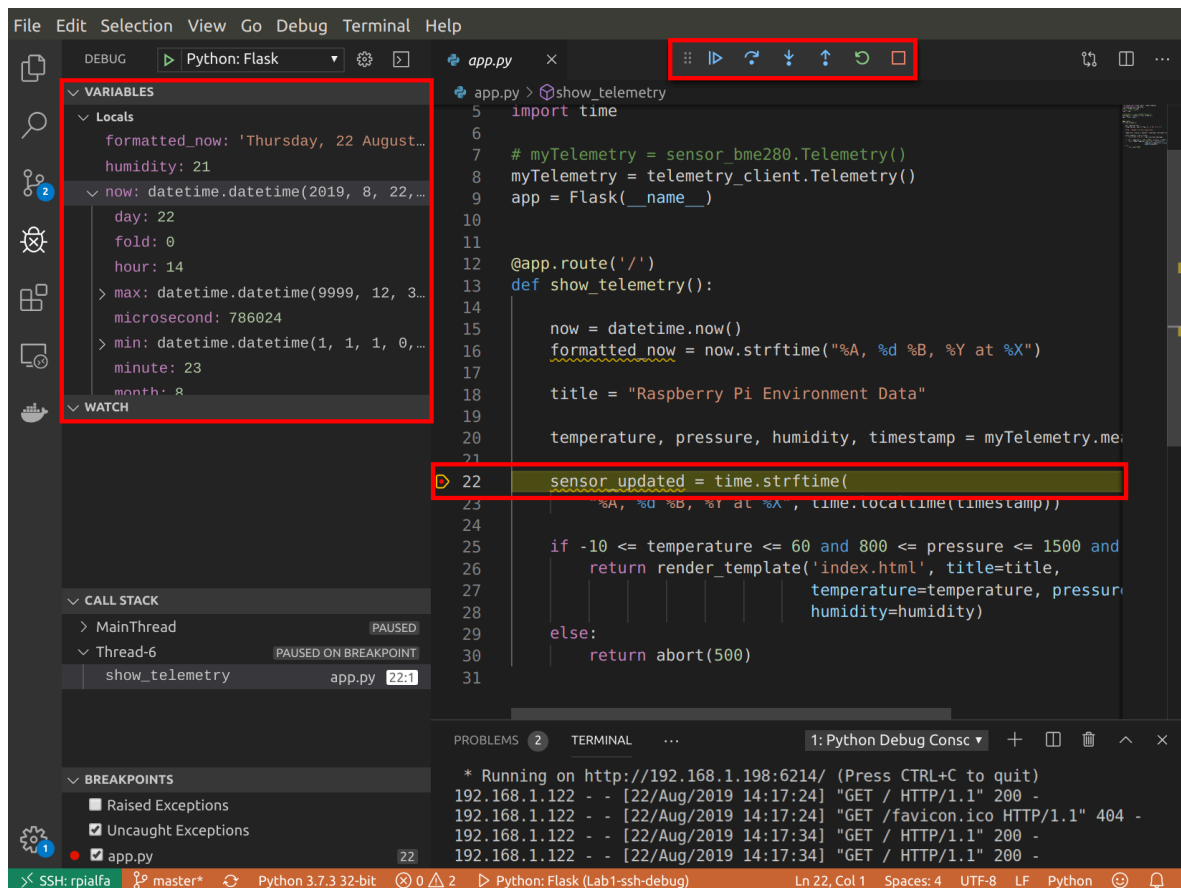 File Edit Selection View Go Debug Terminal Help
DEBUG Python: Flask
VARIABLES
Locals
formatted_now: 'Thursday, 22 August…
humidity: 21
now: datetime.datetime(2019, 8, 22,…
day: 22
fold: 0
hour: 14
max: datetime.datetime(9999, 12, 3…
microsecond: 786024
min: datetime.datetime(1, 1, 1, 0,…
minute: 23
month: 8
WATCH
CALL STACK
MainThread PAUSED
Thread-6 PAUSED ON BREAKPOINT
show_telemetry app.py 22:1
BREAKPOINTS
Raised Exceptions
Uncaught Exceptions
app.py 22
2
1
app.py
app.py > show_telemetry
5 import time
6
7 # myTelemetry = sensor_bme280.Telemetry()
8 myTelemetry = telemetry_client.Telemetry()
9 app = Flask(__name__)
10
11
12 @app.route('/')
13 def show_telemetry():
14
15 now = datetime.now()
16 formatted_now = now.strftime("%A, %d %B, %Y at %X")
17
18 title = "Raspberry Pi Environment Data"
19
20 temperature, pressure, humidity, timestamp = myTelemetry.mea
21
22 sensor_updated = time.strftime(
23 "%A, %d %B, %Y at %X", time.localtime(timestamp))
24
25 if -10 <= temperature <= 60 and 800 <= pressure <= 1500 and
26 return render_template('index.html', title=title,
27 temperature=temperature, pressure
28 humidity=humidity)
29 else:
30 return abort(500)
31
PROBLEMS 2 TERMINAL ··· 1: Python Debug Consc
* Running on http://192.168.1.198:6214/ (Press CTRL+C to quit)
192.168.1.122 - - [22/Aug/2019 14:17:24] "GET / HTTP/1.1" 200 -
192.168.1.122 - - [22/Aug/2019 14:17:24] "GET /favicon.ico HTTP/1.1" 404 -
192.168.1.122 - - [22/Aug/2019 14:17:34] "GET / HTTP/1.1" 200 -
192.168.1.122 - - [22/Aug/2019 14:17:34] "GET / HTTP/1.1" 200 -
SSH: rpialfa master* Python 3.7.3 32-bit 0 2 Python: Flask (Lab1-ssh-debug) Ln 22, Col 1 Spaces: 4 UTF-8 LF Python